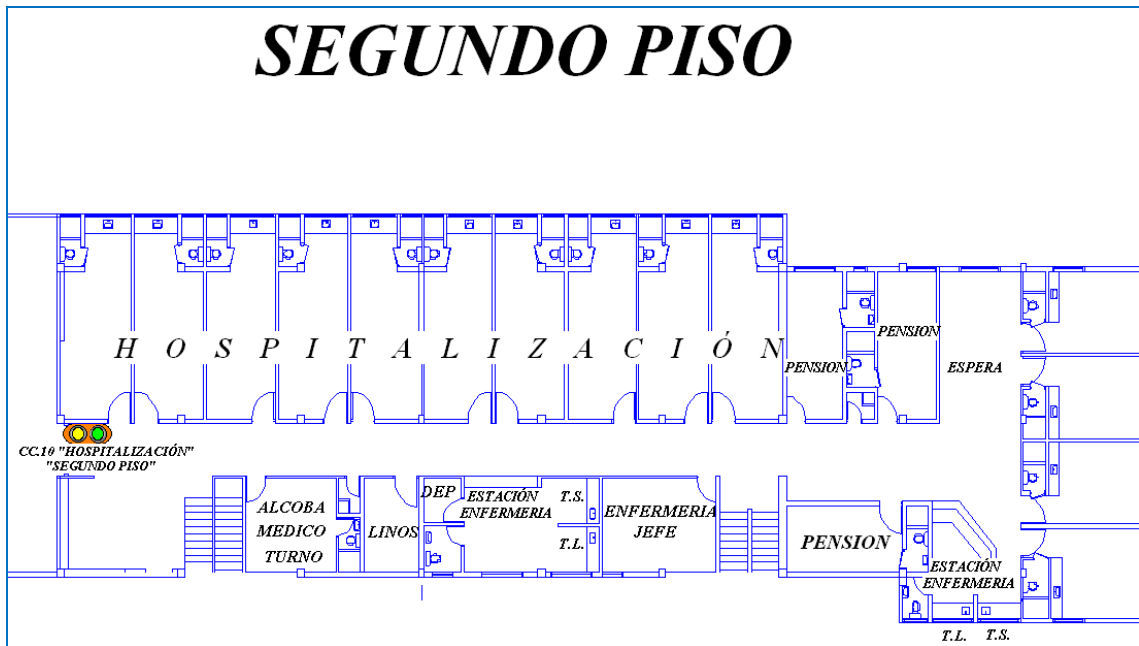 SEGUNDO PISO
HOSPITALIZACIÓN
PENSION
PENSION
ESPERA
CC.10 "HOSPITALIZACIÓN"
"SEGUNDO PISO"
ALCOBA
MEDICO
TURNO
LINOS
DEP
ESTACIÓN
ENFERMERIA
T.S.
T.L.
ENFERMERIA
JEFE
PENSION
ESTACIÓN
ENFERMERIA
T.L. T.S.